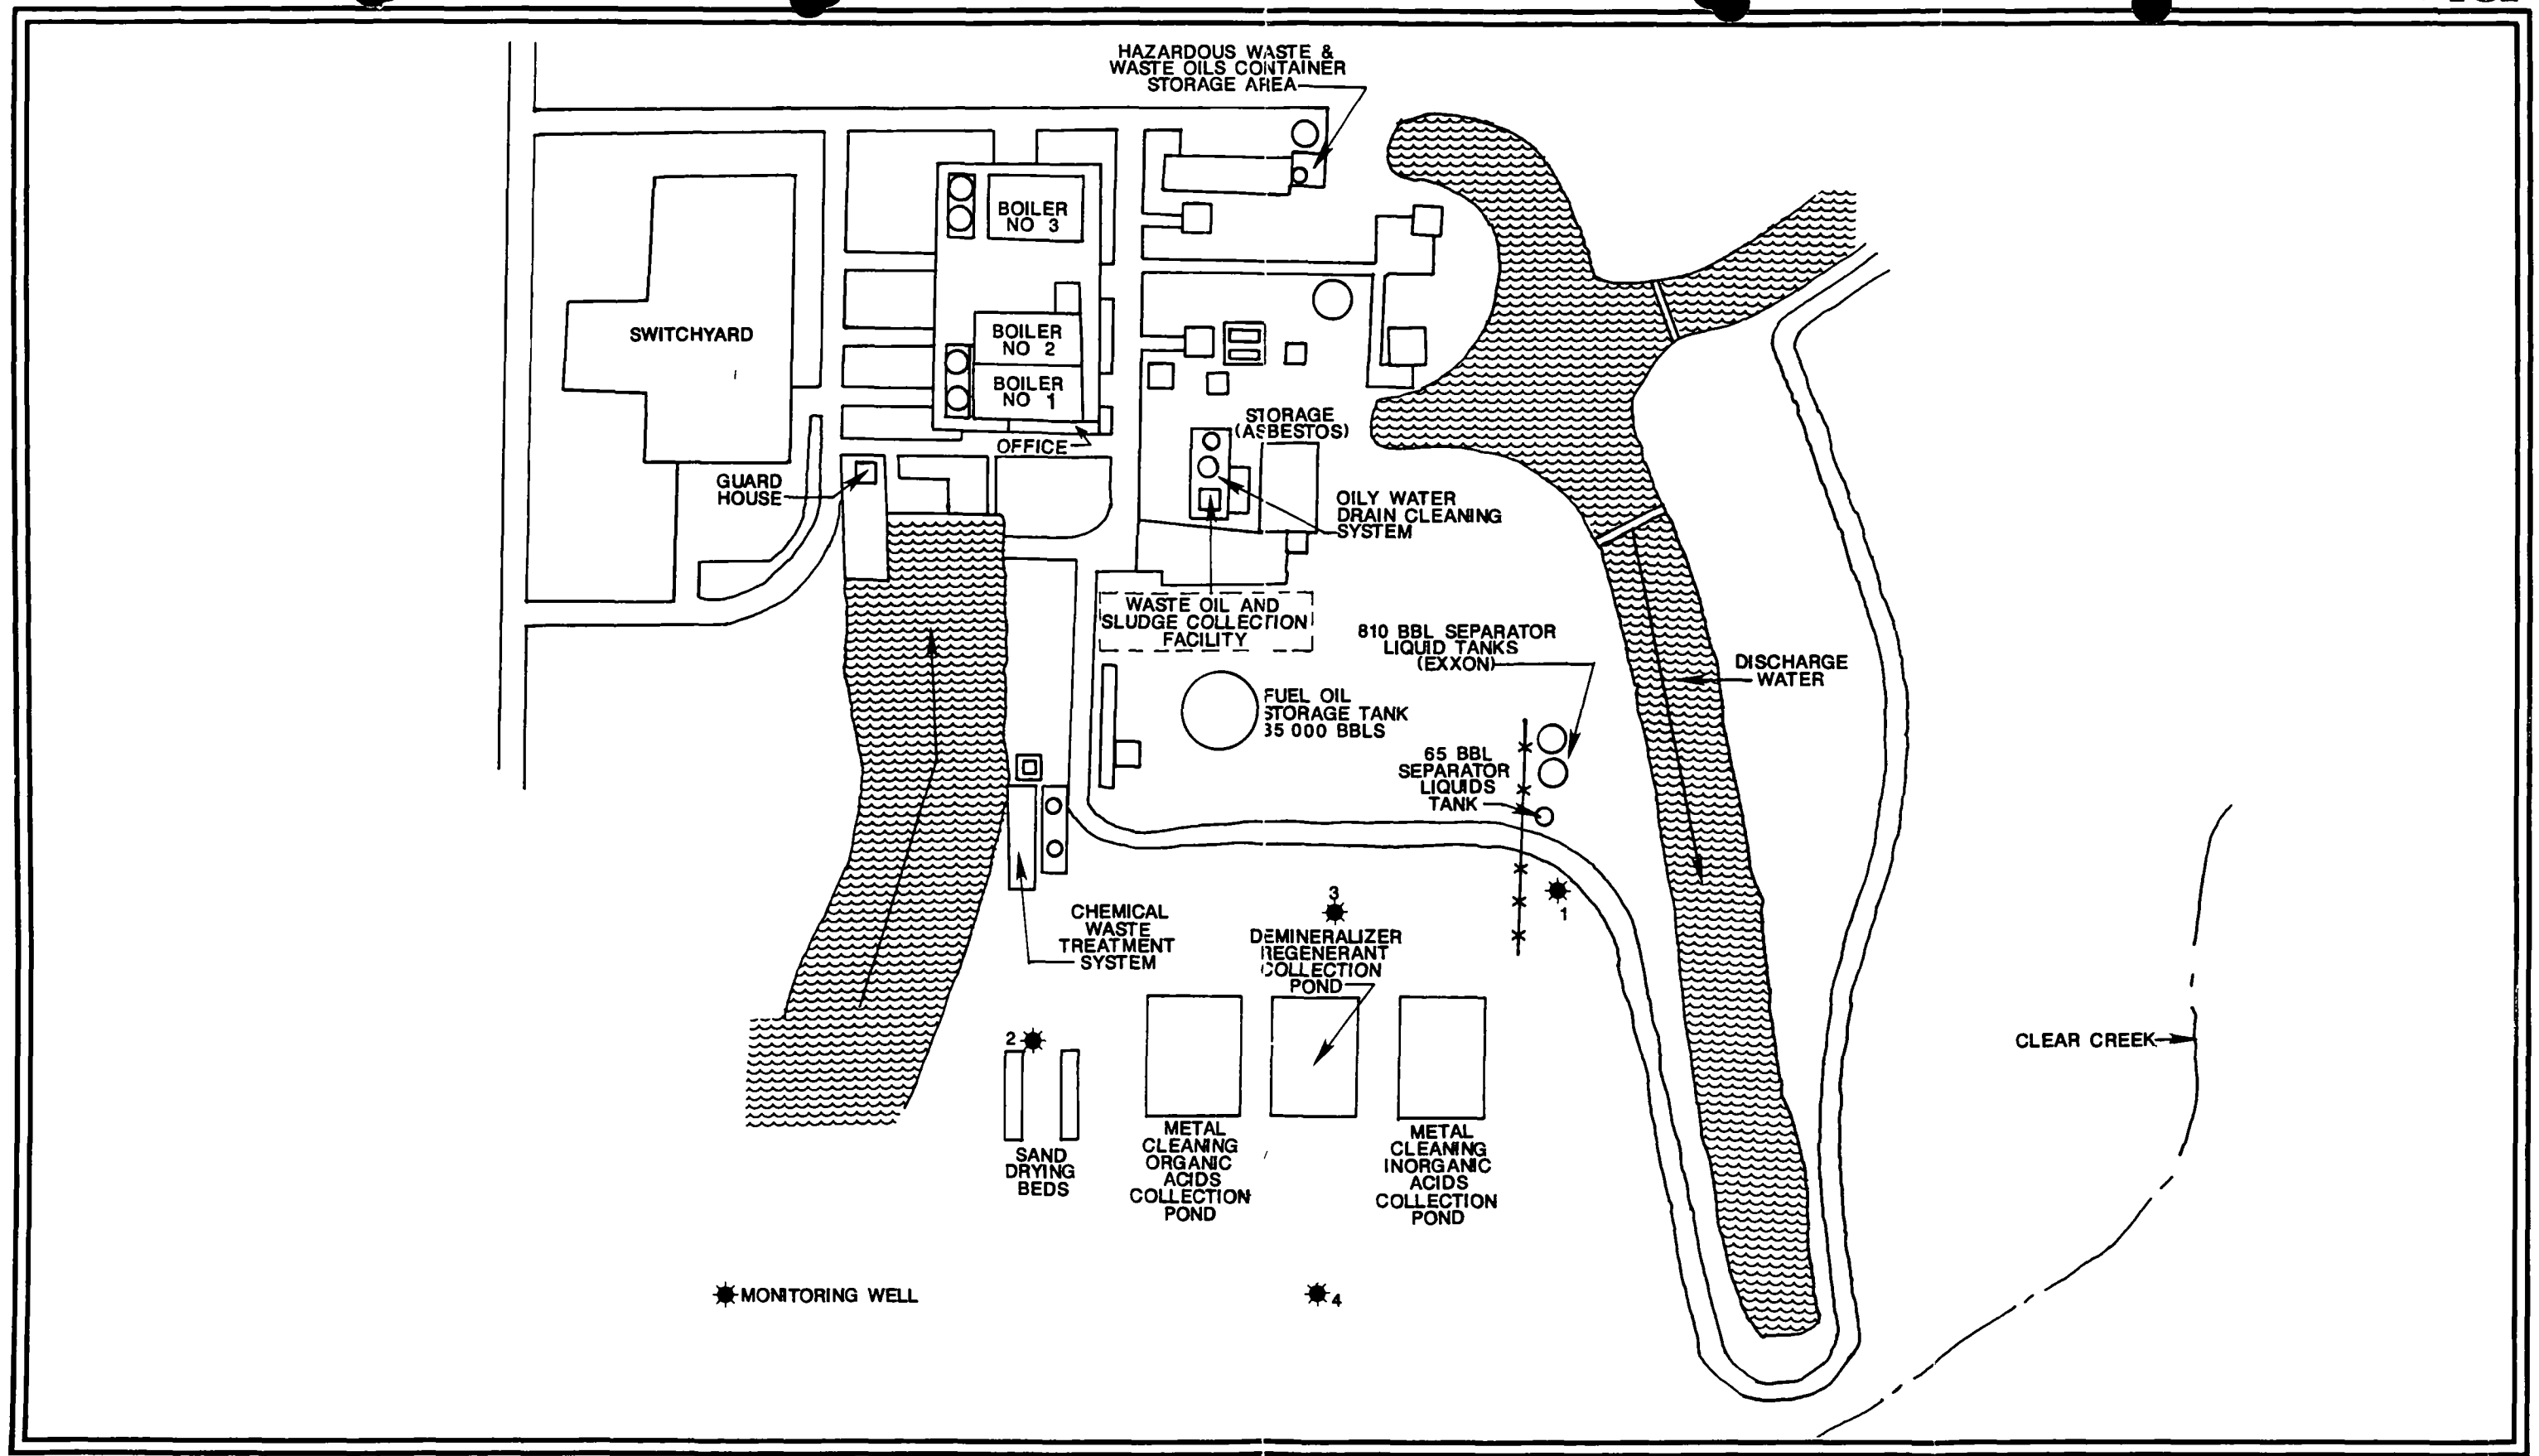 HAZARDOUS WASTE &
WASTE OILS CONTAINER
STORAGE AREA
BOILER
NO 3
SWITCHYARD
BOILER
NO 2
BOILER
NO 1
OFFICE
STORAGE
(ASBESTOS)
GUARD
HOUSE
OILY WATER
DRAIN CLEANING
SYSTEM
WASTE OIL AND
SLUDGE COLLECTION
FACILITY
810 BBL SEPARATOR
LIQUID TANKS
(EXXON)
DISCHARGE
WATER
FUEL OIL
STORAGE TANK
35 000 BBLS
65 BBL
SEPARATOR
LIQUIDS
TANK
3
1
CHEMICAL
WASTE
TREATMENT
SYSTEM
DEMINERALIZER
REGENERANT
COLLECTION
POND
2
CLEAR CREEK
SAND
DRYING
BEDS
METAL
CLEANING
ORGANIC
ACIDS
COLLECTION
POND
METAL
CLEANING
INORGANIC
ACIDS
COLLECTION
POND
MONITORING WELL
4